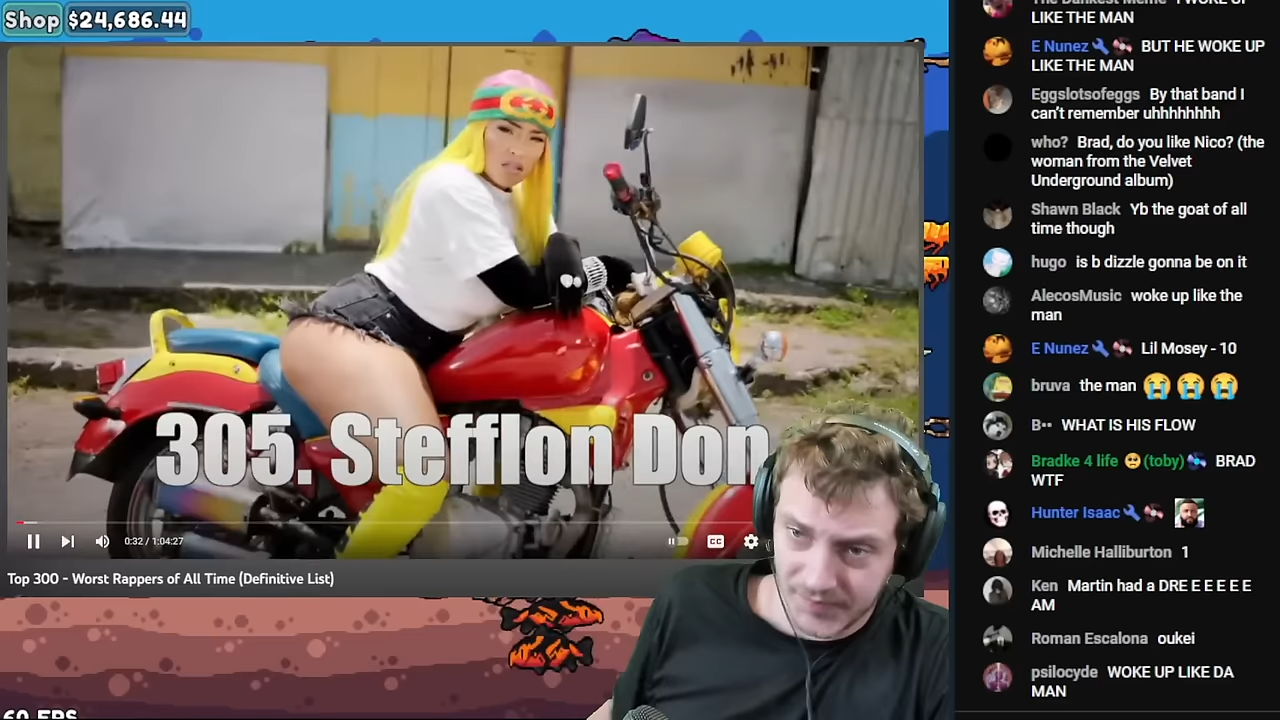 Shop $24,686.44
305. Stefflon Don
0:32 / 1:04:27
CC
Top 300 - Worst Rappers of All Time (Definitive List)
60 FPS
LIKE THE MAN
E Nunez BUT HE WOKE UP
LIKE THE MAN
Eggslotsofeggs By that band I
can't remember uhhhhhhh
who? Brad, do you like Nico? (the
woman from the Velvet
Underground album)
Shawn Black Yb the goat of all
time though
hugo is b dizzle gonna be on it
AlecosMusic woke up like the
man
E Nunez Lil Mosey - 10
bruva the man 😭 😭 😭
B•• WHAT IS HIS FLOW
Bradke 4 life 🥺 (toby) BRAD
WTF
Hunter Isaac
Michelle Halliburton 1
Ken Martin had a DRE E E E E E
AM
Roman Escalona oukei
psilocyde WOKE UP LIKE DA
MAN